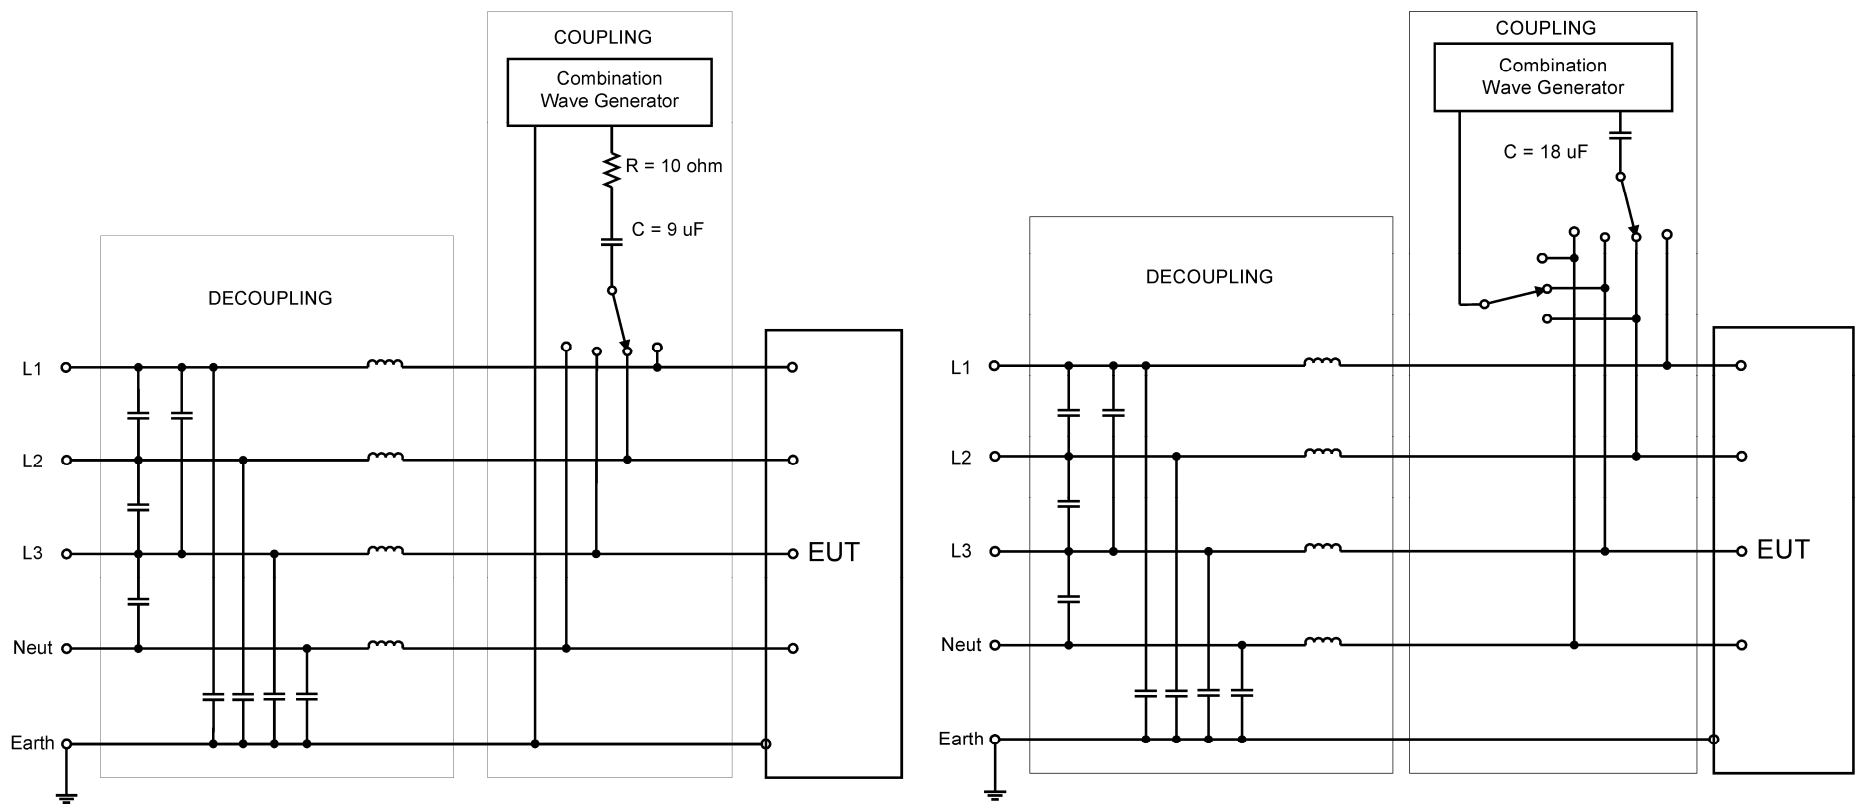 COUPLING
Combination
Wave Generator
R = 10 ohm
C = 9 uF
DECOUPLING
L1
L2
L3
EUT
Neut
Earth
COUPLING
Combination
Wave Generator
C = 18 uF
DECOUPLING
L1
L2
L3
EUT
Neut
Earth